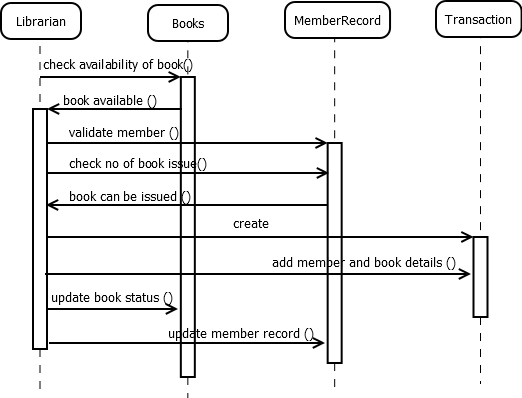 Librarian
Books
MemberRecord
Transaction
check availability of book()
book available ()
validate member ()
check no of book issue()
book can be issued ()
create
add member and book details ()
update book status ()
update member record ()